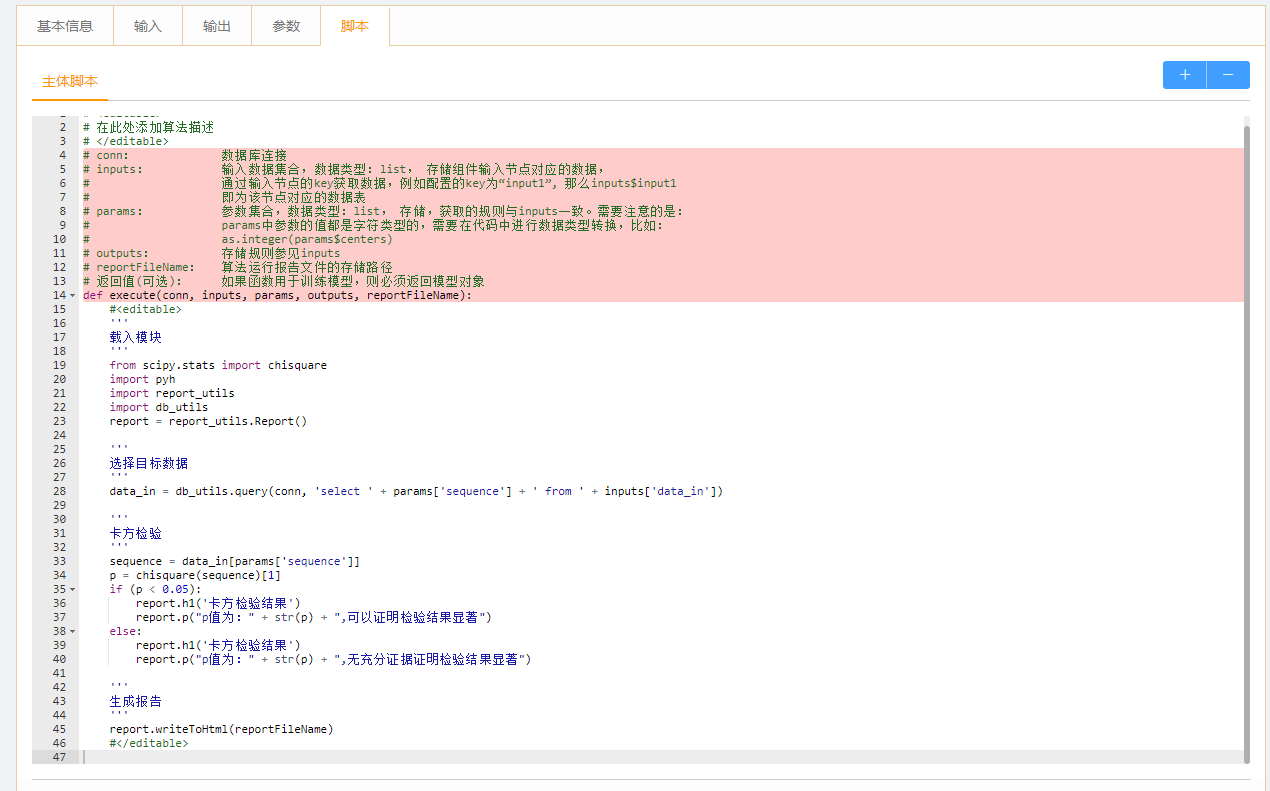 基本信息 输入 输出 参数 脚本
主体脚本
+ −
2 # 在此处添加算法描述
3 # </editable>
4 # conn: 数据库连接
5 # inputs: 输入数据集合，数据类型：list， 存储组件输入节点对应的数据，
6 # 通过输入节点的key获取数据，例如配置的key为“input1”, 那么inputs$input1
7 # 即为该节点对应的数据表
8 # params: 参数集合，数据类型：list， 存储，获取的规则与inputs一致。需要注意的是：
9 # params中参数的值都是字符类型的，需要在代码中进行数据类型转换，比如：
10 # as.integer(params$centers)
11 # outputs: 存储规则参见inputs
12 # reportFileName: 算法运行报告文件的存储路径
13 # 返回值(可选): 如果函数用于训练模型，则必须返回模型对象
14 def execute(conn, inputs, params, outputs, reportFileName):
15 #<editable>
16 '''
17 载入模块
18 '''
19 from scipy.stats import chisquare
20 import pyh
21 import report_utils
22 import db_utils
23 report = report_utils.Report()
24
25 '''
26 选择目标数据
27 '''
28 data_in = db_utils.query(conn, 'select ' + params['sequence'] + ' from ' + inputs['data_in'])
29
30 '''
31 卡方检验
32 '''
33 sequence = data_in[params['sequence']]
34 p = chisquare(sequence)[1]
35 if (p < 0.05):
36 report.h1('卡方检验结果')
37 report.p("p值为：" + str(p) + ",可以证明检验结果显著")
38 else:
39 report.h1('卡方检验结果')
40 report.p("p值为：" + str(p) + ",无充分证据证明检验结果显著")
41
42 '''
43 生成报告
44 '''
45 report.writeToHtml(reportFileName)
46 #</editable>
47